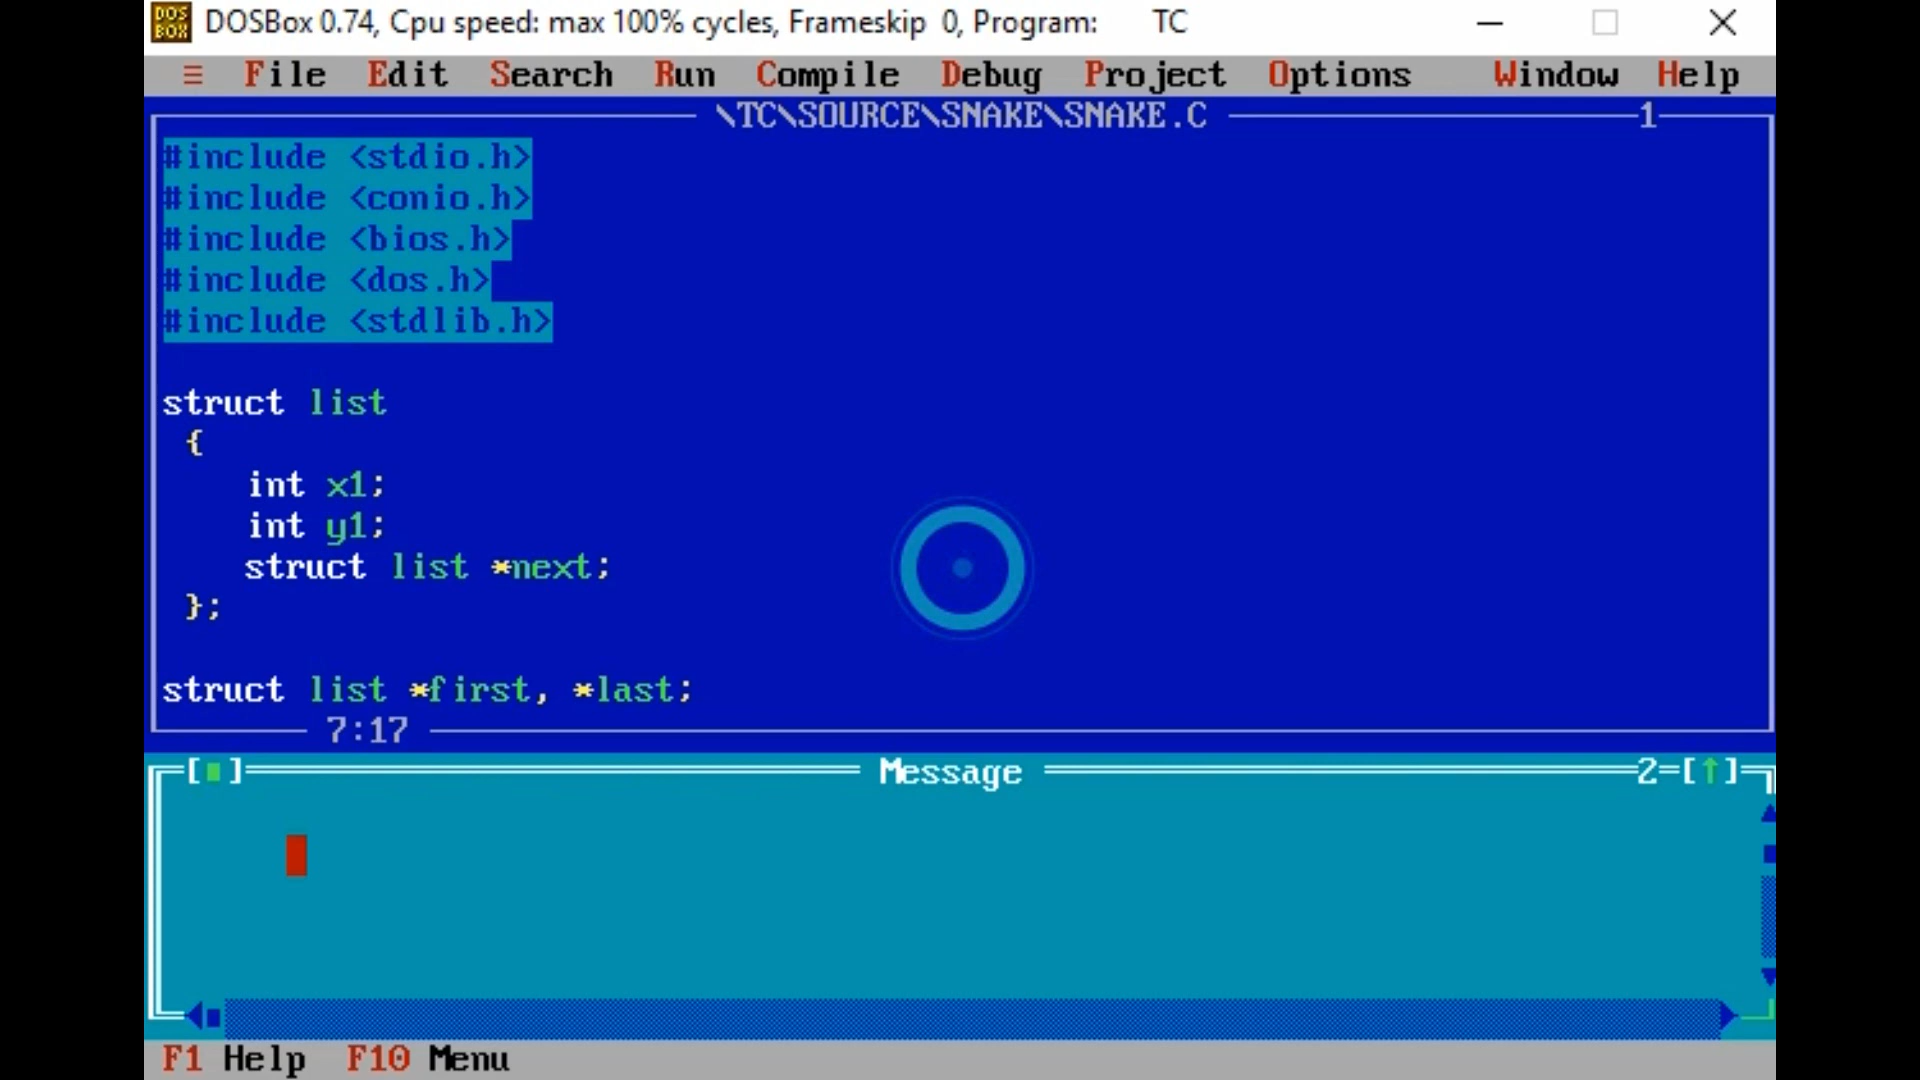 DOS BOX DOSBox 0.74, Cpu speed: max 100% cycles, Frameskip 0, Program: TC
≡ File Edit Search Run Compile Debug Project Options Window Help
\TC\SOURCE\SNAKE\SNAKE.C 1
#include <stdio.h>
#include <conio.h>
#include <bios.h>
#include <dos.h>
#include <stdlib.h>
struct list
{
int x1;
int y1;
struct list *next;
};
struct list *first, *last;
7:17
[■] Message 2=[↑]
F1 Help F10 Menu